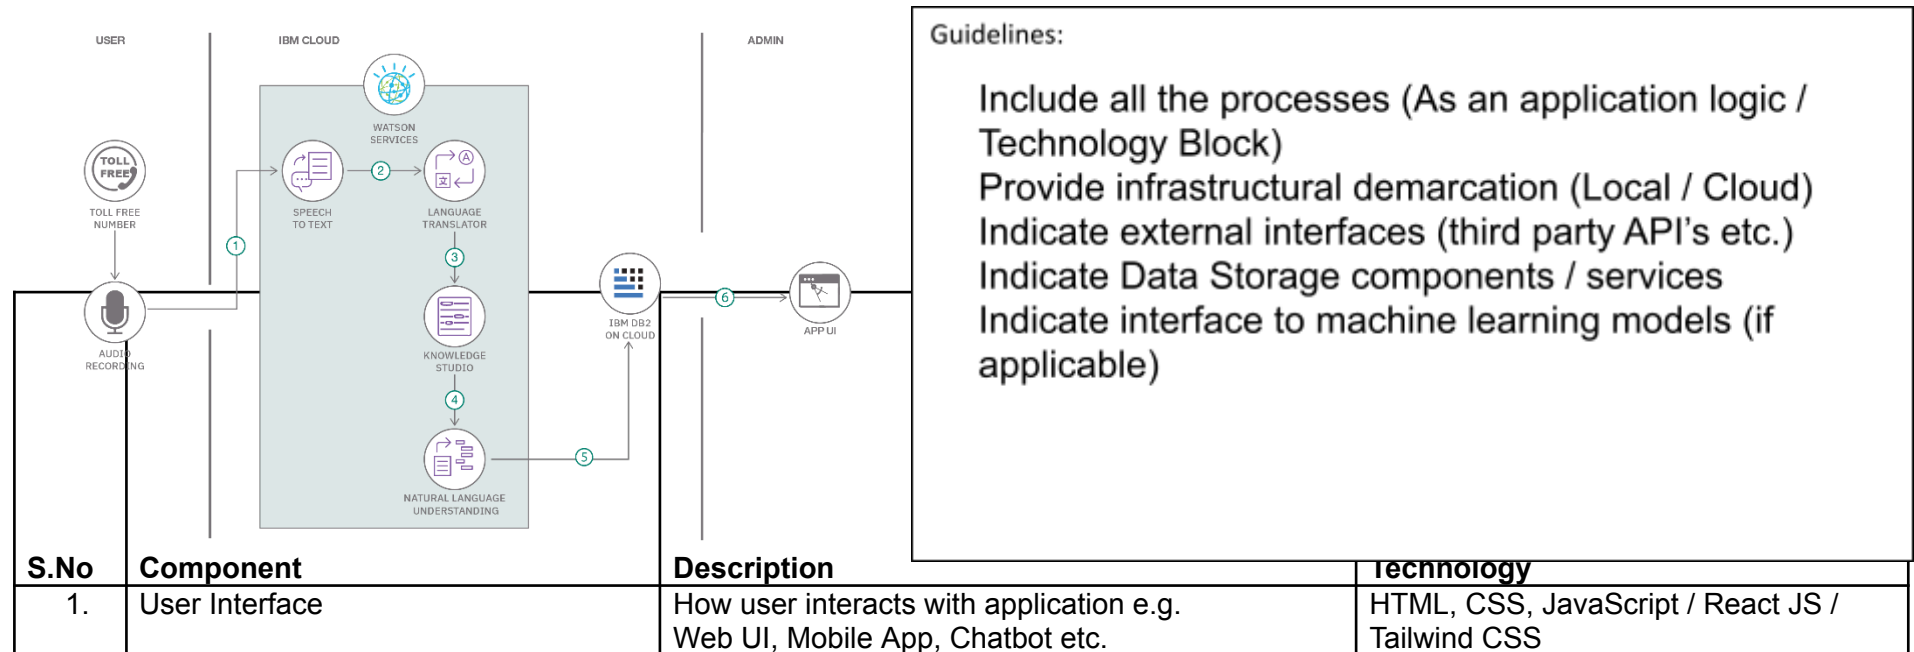 USER
IBM CLOUD
ADMIN
WATSON
SERVICES
TOLL
FREE
TOLL FREE
NUMBER
1
SPEECH
TO TEXT
2
LANGUAGE
TRANSLATOR
3
AUDIO
RECORDING
KNOWLEDGE
STUDIO
4
NATURAL LANGUAGE
UNDERSTANDING
5
IBM DB2
ON CLOUD
6
APP UI
Guidelines:
Include all the processes (As an application logic /
Technology Block)
Provide infrastructural demarcation (Local / Cloud)
Indicate external interfaces (third party API's etc.)
Indicate Data Storage components / services
Indicate interface to machine learning models (if
applicable)
S.No Component Description Technology
1. User Interface How user interacts with application e.g. HTML, CSS, JavaScript / React JS /
Web UI, Mobile App, Chatbot etc. Tailwind CSS